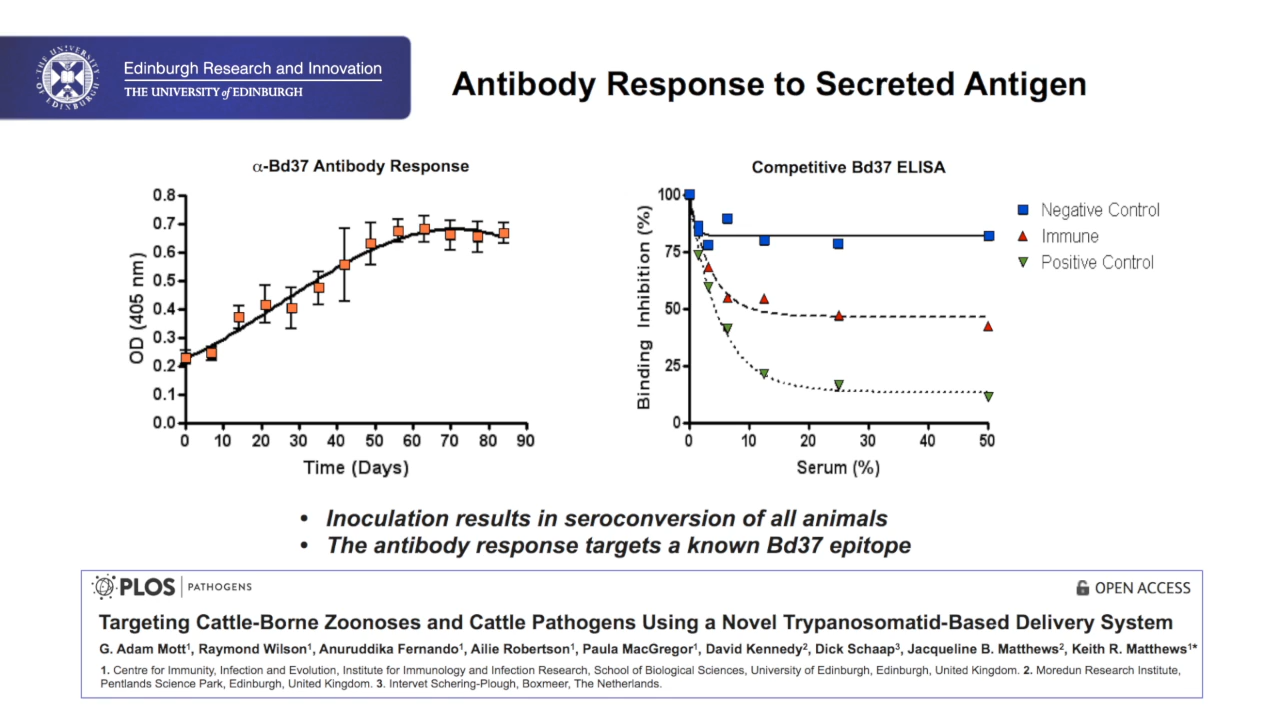 THE UNIVERSITY OF EDINBURGH
Edinburgh Research and Innovation
THE UNIVERSITY of EDINBURGH
Antibody Response to Secreted Antigen
α-Bd37 Antibody Response
OD (405 nm)
0.8
0.7
0.6
0.5
0.4
0.3
0.2
0.1
0.0
0 10 20 30 40 50 60 70 80 90
Time (Days)
Competitive Bd37 ELISA
Binding Inhibition (%)
100
75
50
25
0
0 10 20 30 40 50
Serum (%)
Negative Control
Immune
Positive Control
• Inoculation results in seroconversion of all animals
• The antibody response targets a known Bd37 epitope
PLOS | PATHOGENS
OPEN ACCESS
Targeting Cattle-Borne Zoonoses and Cattle Pathogens Using a Novel Trypanosomatid-Based Delivery System
G. Adam Mott¹, Raymond Wilson¹, Anuruddika Fernando¹, Ailie Robertson¹, Paula MacGregor¹, David Kennedy², Dick Schaap³, Jacqueline B. Matthews², Keith R. Matthews¹*
1. Centre for Immunity, Infection and Evolution, Institute for Immunology and Infection Research, School of Biological Sciences, University of Edinburgh, Edinburgh, United Kingdom. 2. Moredun Research Institute,
Pentlands Science Park, Edinburgh, United Kingdom. 3. Intervet Schering-Plough, Boxmeer, The Netherlands.